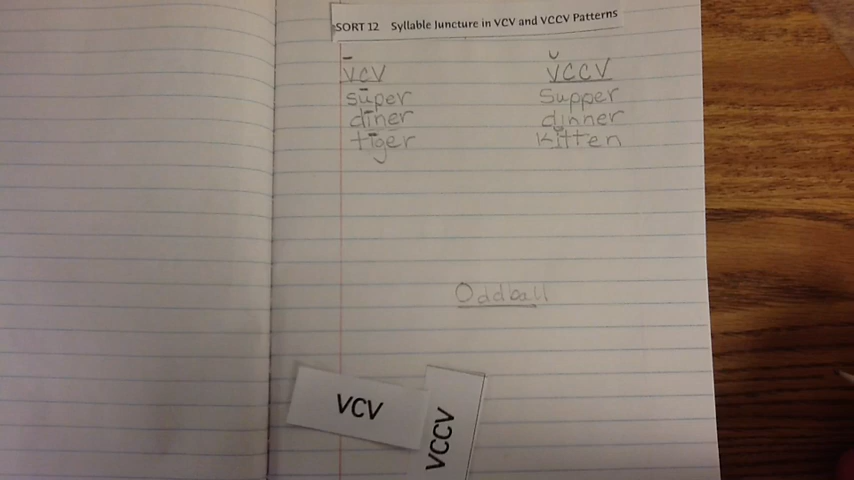 SORT 12 Syllable Juncture in VCV and VCCV Patterns
VCV VCCV
super Supper
diner dinner
tiger kitten
Oddball
VCV
VCCV